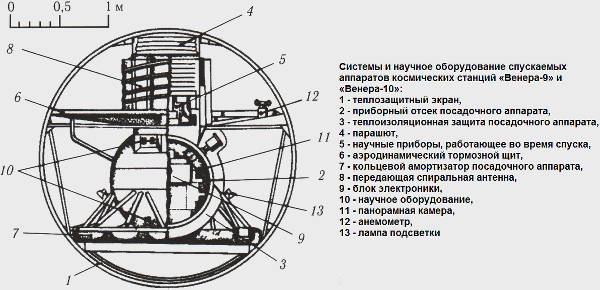 0 0,5 1 м
4
8
5
6
12
11
10
2
13
7
9
1
3
Системы и научное оборудование спускаемых
аппаратов космических станций «Венера-9» и
«Венера-10»:
1 - теплозащитный экран,
2 - приборный отсек посадочного аппарата,
3 - теплоизоляционная защита посадочного аппарата,
4 - парашют,
5 - научные приборы, работающее во время спуска,
6 - аэродинамический тормозной щит,
7 - кольцевой амортизатор посадочного аппарата,
8 - передающая спиральная антенна,
9 - блок электроники,
10 - научное оборудование,
11 - панорамная камера,
12 - анемометр,
13 - лампа подсветки